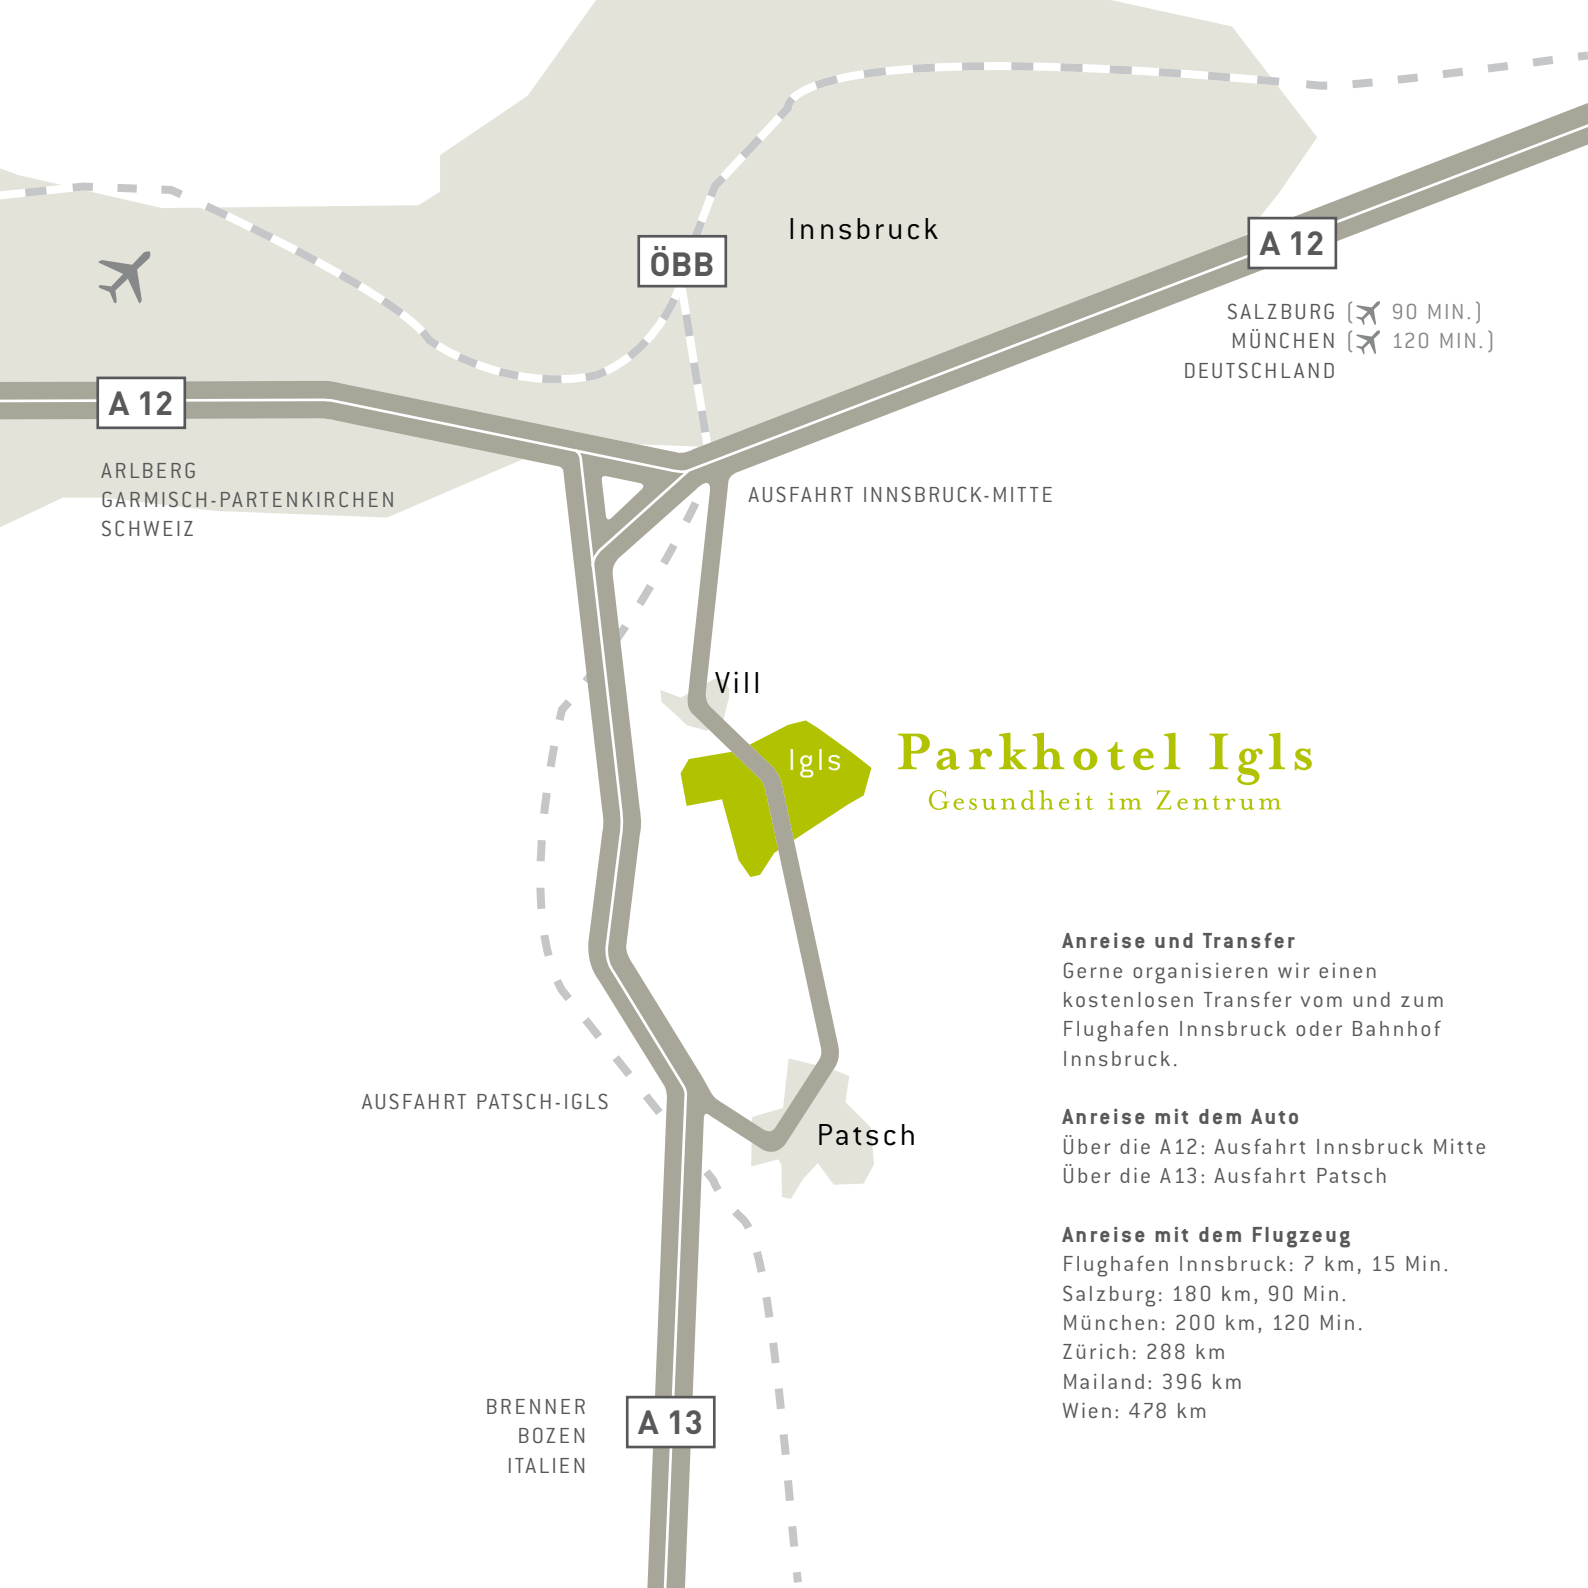 Innsbruck
ÖBB
A 12
SALZBURG ( 90 MIN.)
MÜNCHEN ( 120 MIN.)
DEUTSCHLAND
A 12
ARLBERG
GARMISCH-PARTENKIRCHEN
SCHWEIZ
AUSFAHRT INNSBRUCK-MITTE
Vill
Igls
Parkhotel Igls
Gesundheit im Zentrum
Anreise und Transfer
Gerne organisieren wir einen
kostenlosen Transfer vom und zum
Flughafen Innsbruck oder Bahnhof
Innsbruck.
AUSFAHRT PATSCH-IGLS
Patsch
Anreise mit dem Auto
Über die A12: Ausfahrt Innsbruck Mitte
Über die A13: Ausfahrt Patsch
Anreise mit dem Flugzeug
Flughafen Innsbruck: 7 km, 15 Min.
Salzburg: 180 km, 90 Min.
München: 200 km, 120 Min.
Zürich: 288 km
Mailand: 396 km
Wien: 478 km
BRENNER
BOZEN
ITALIEN
A 13